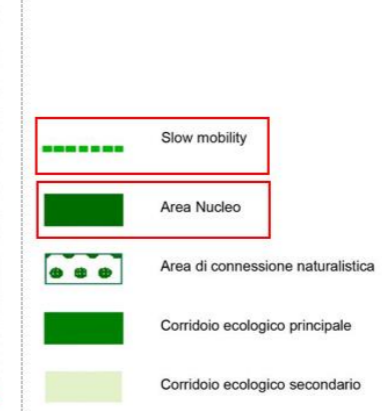 Slow mobility
Area Nucleo
Area di connessione naturalistica
Corridoio ecologico principale
Corridoio ecologico secondario